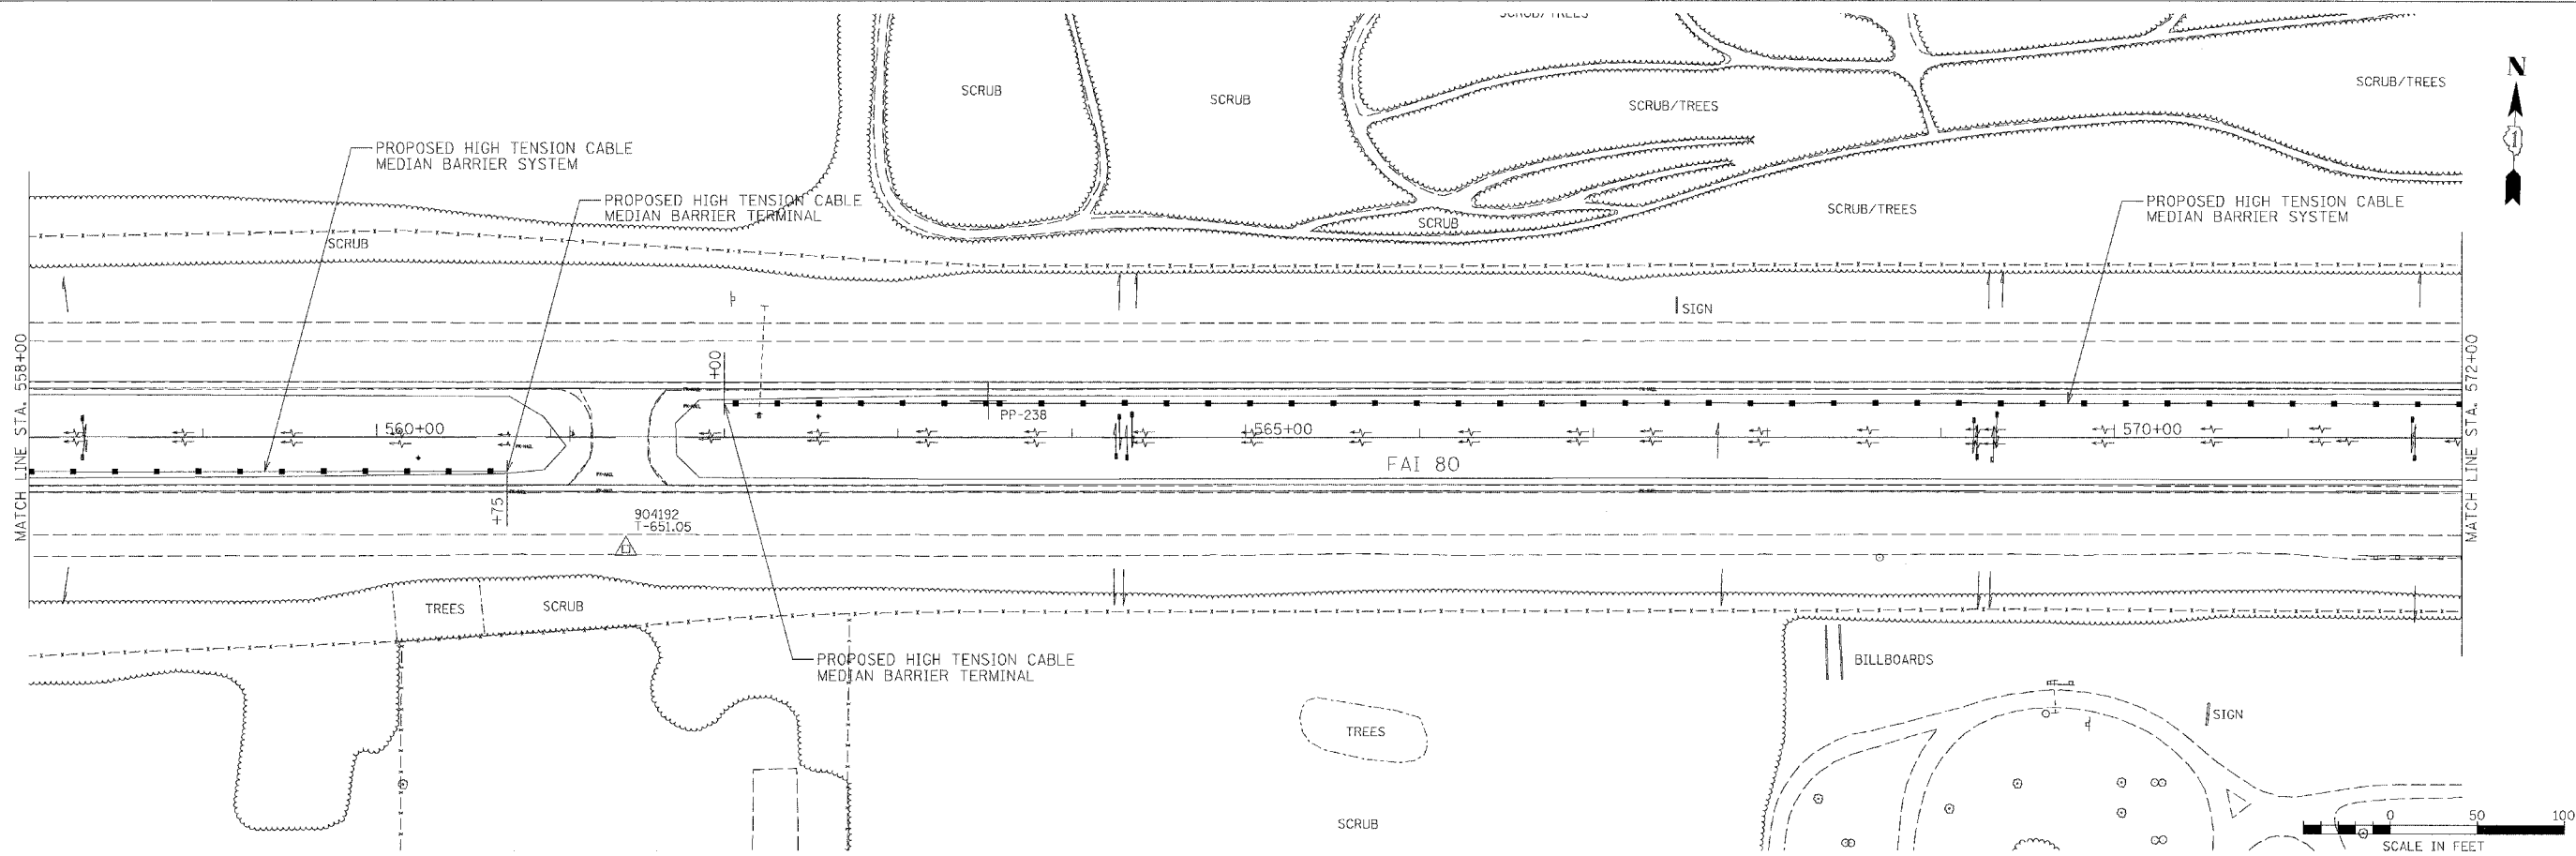 SCRUB/TREES
SCRUB
SCRUB
SCRUB/TREES
SCRUB/TREES
N
1
PROPOSED HIGH TENSION CABLE
MEDIAN BARRIER SYSTEM
PROPOSED HIGH TENSION CABLE
MEDIAN BARRIER TERMINAL
SCRUB
SCRUB
SCRUB/TREES
PROPOSED HIGH TENSION CABLE
MEDIAN BARRIER SYSTEM
SIGN
MATCH LINE STA. 558+00
+00
PP-238
560+00
565+00
570+00
FAI 80
MATCH LINE STA. 572+00
+75
904192
T-651.05
TREES
SCRUB
PROPOSED HIGH TENSION CABLE
MEDIAN BARRIER TERMINAL
BILLBOARDS
TREES
SIGN
SCRUB
0 50 100
SCALE IN FEET